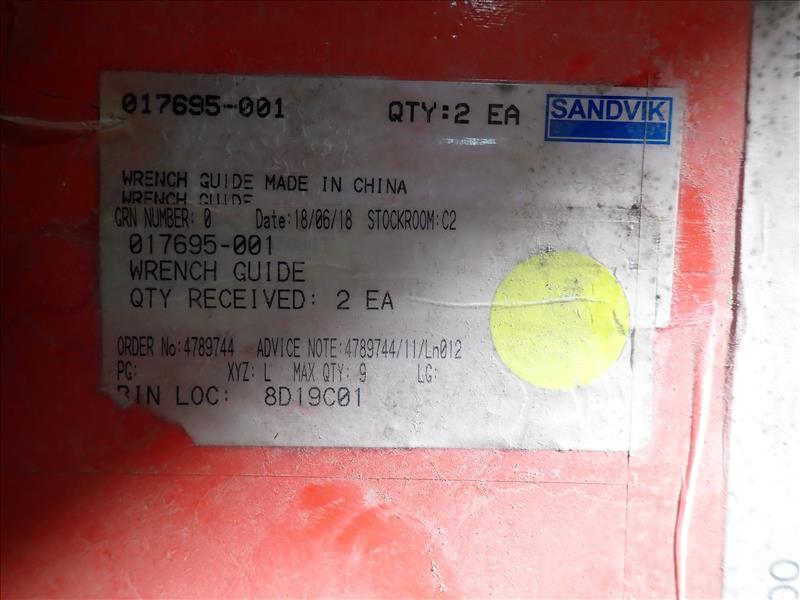 017695-001 QTY:2 EA SANDVIK
WRENCH GUIDE MADE IN CHINA
WRENCH GUIDE
GRN NUMBER: 0 Date:18/06/18 STOCKROOM:C2
017695-001
WRENCH GUIDE
QTY RECEIVED: 2 EA
ORDER No:4789744 ADVICE NOTE:4789744/11/Ln012
PG: XYZ: L MAX QTY: 9 LG:
BIN LOC: 8D19C01